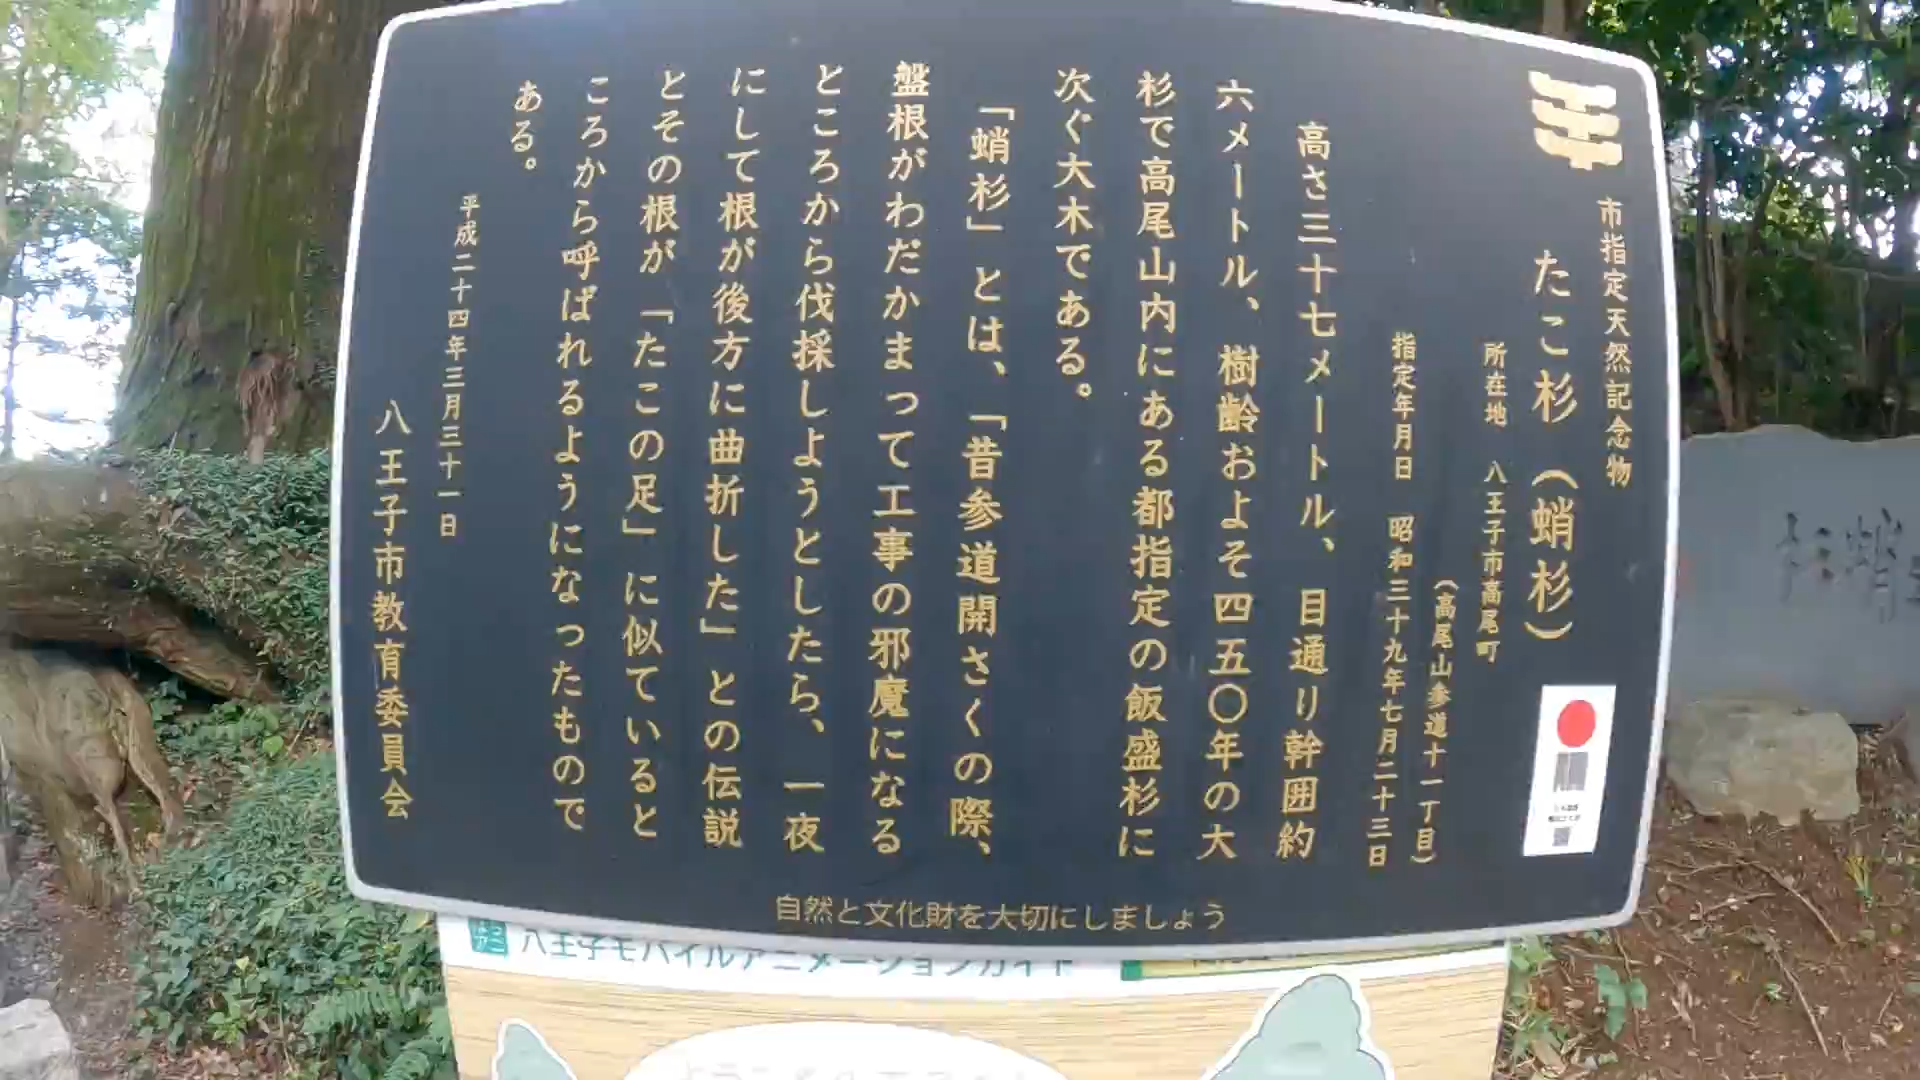 市指定天然記念物
たこ杉（蛸杉）
所在地　八王子市高尾町
（高尾山参道十一丁目）
指定年月日　昭和三十九年七月二十三日
高さ三十七メートル、目通り幹囲約
六メートル、樹齢およそ四五〇年の大
杉で高尾山内にある都指定の飯盛杉に
次ぐ大木である。
「蛸杉」とは、「昔参道開さくの際、
盤根がわだかまって工事の邪魔になる
ところから伐採しようとしたら、一夜
にして根が後方に曲折した」との伝説
とその根が「たこの足」に似ていると
ころから呼ばれるようになったもので
ある。
平成二十四年三月三十一日
八王子市教育委員会
自然と文化財を大切にしましょう
八王子モバイルアニメーションガイド